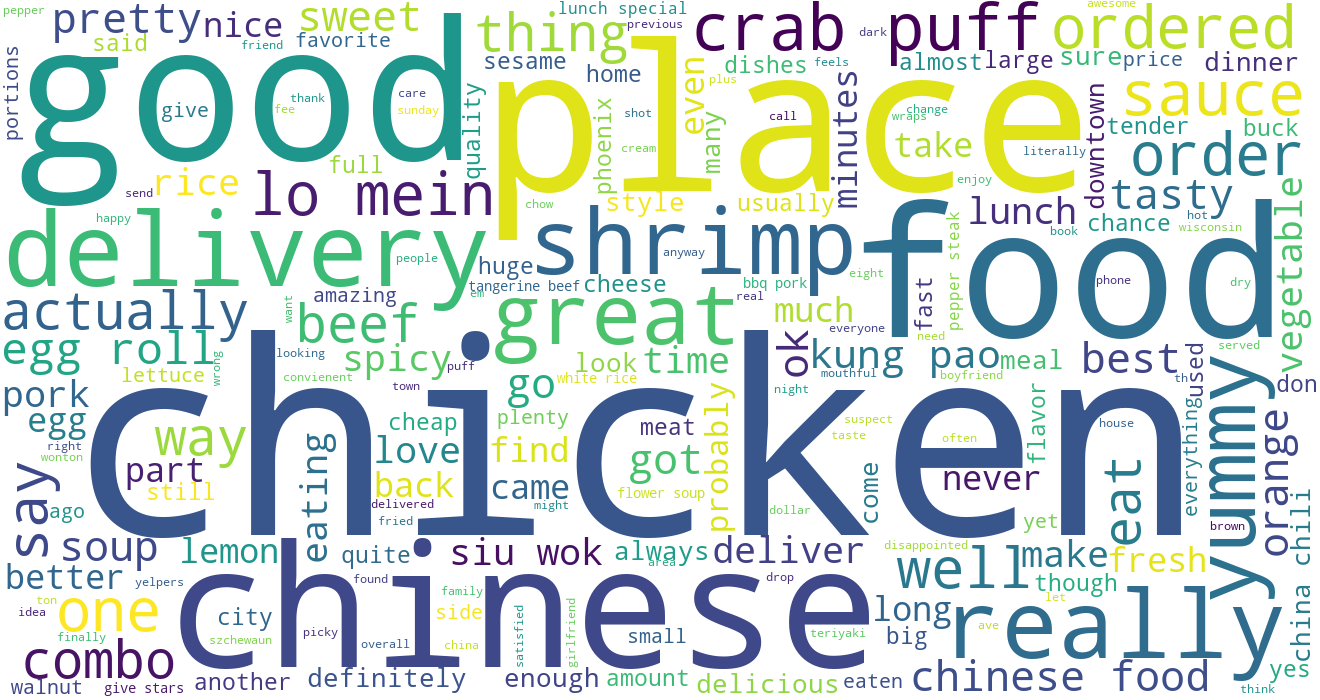 pepper
pretty
nice
sweet
lunch special
previous
crab puff
dark
awesome
ordered
said
friend
favorite
thing
sesame
home
dishes
feels
almost
large
sure
price
dinner
portions
good
give
thank
care
fee
sunday
quality
place
shot
cream
phoenix
many
even
plus
call
minutes
change
wraps
take
literally
downtown
sauce
tender
buck
full
send
rice
lo mein
chow
style
usually
enjoy
lunch
order
tasty
chance
hot
book
wisconsin
happy
delivery
people
huge
shrimp
anyway
food
eight
phone
dry
vegetable
tangerine beef
cheese
bbq pork
real
em
actually
want
amazing
beef
great
much
everyone
fast
pepper steak
need
served
egg roll
looking
spicy
puff
look
time
ok
kung pao
meal
best
used
th
don
lettuce
wrong
convienent
town
go
white rice
night
mouthful
boyfriend
pork
egg
chicken
cheap
plenty
meat
probably
suspect
taste
often
flavor
house
yummy
orange
right
wonton
way
eating
love
find
got
never
everything
say
part
still
back
came
flower soup
come
eat
ago
delivered
fried
might
dollar
yet
brown
china chili
soup
lemon
quite
siu wok
always
area
deliver
disappointed
well
make
fresh
better
yelpers
found
drop
though
ton
idea
one
city
family
side
chinese
long
let
finally
szchewaun
picky
overall
china
satisfied
girlfriend
small
teriyaki
big
ave
really
combo
walnut
give stars
another
definitely
enough
amount
delicious
eaten
chinese food
think
yes